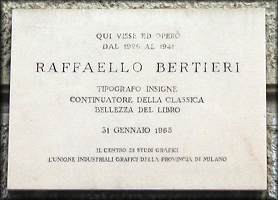 QUI VISSE ED OPERÒ
DAL 1926 AL 1941
RAFFAELLO BERTIERI
TIPOGRAFO INSIGNE
CONTINUATORE DELLA CLASSICA
BELLEZZA DEL LIBRO
31 GENNAIO 1965
IL CENTRO DI STUDI GRAFICI
L'UNIONE INDUSTRIALI GRAFICI DELLA PROVINCIA DI MILANO